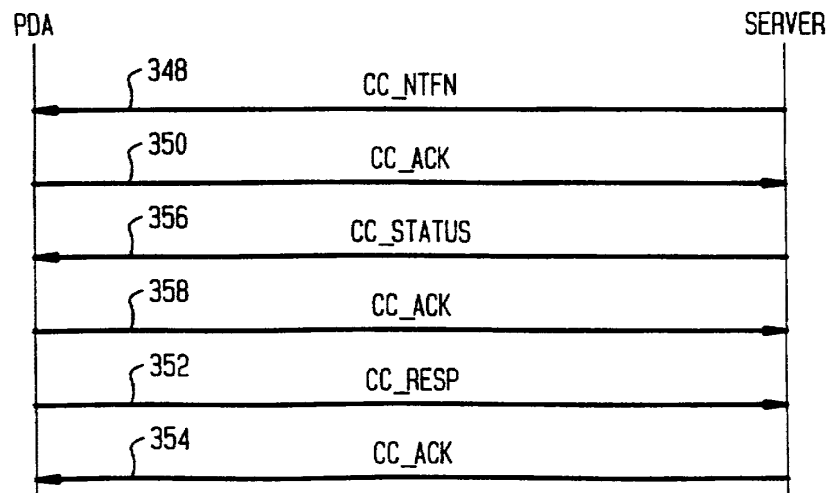 PDA SERVER
348 CC_NTFN
350 CC_ACK
356 CC_STATUS
358 CC_ACK
352 CC_RESP
354 CC_ACK